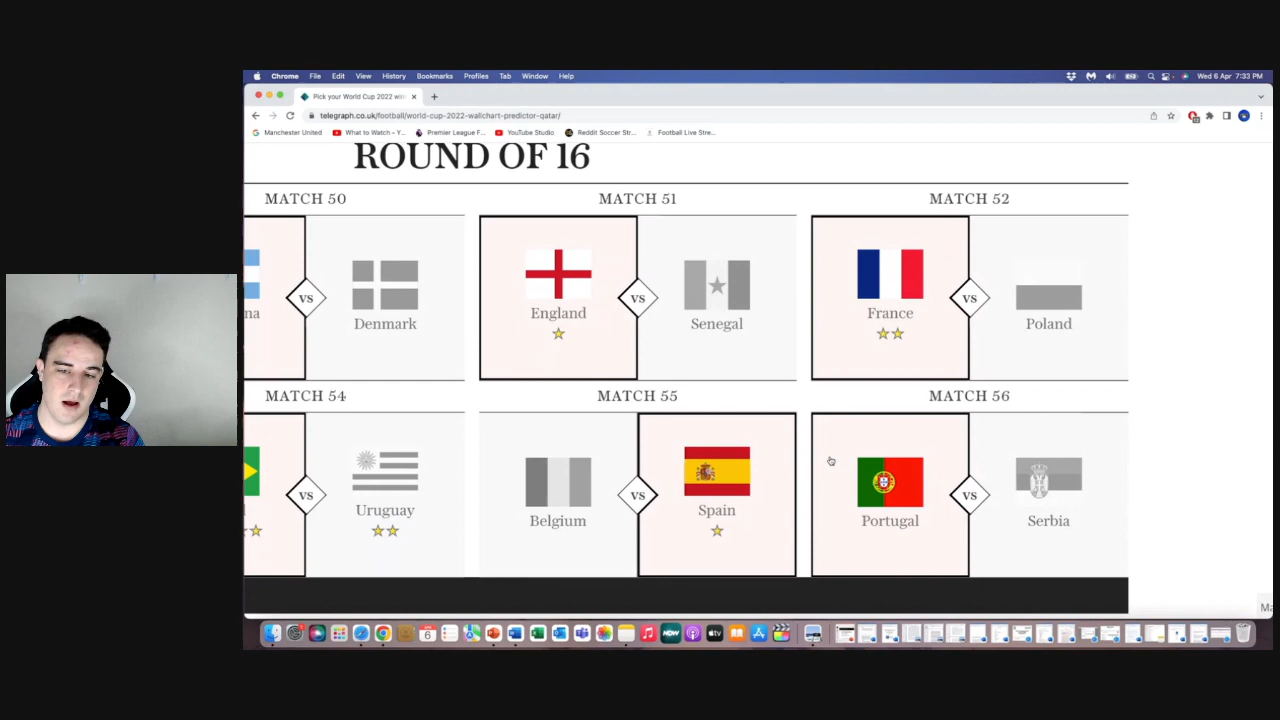 Chrome File Edit View History Bookmarks Profiles Tab Window Help Wed 6 Apr 7:33 PM
Pick your World Cup 2022 win
telegraph.co.uk/football/world-cup-2022-wallchart-predictor-qatar/
Manchester United What to Watch – Y... Premier League F... YouTube Studio Reddit Soccer Str... Football Live Stre...
ROUND OF 16
MATCH 50 MATCH 51 MATCH 52
na VS Denmark England VS Senegal France VS Poland
MATCH 54 MATCH 55 MATCH 56
VS Uruguay Belgium VS Spain Portugal VS Serbia
6 NOW tv